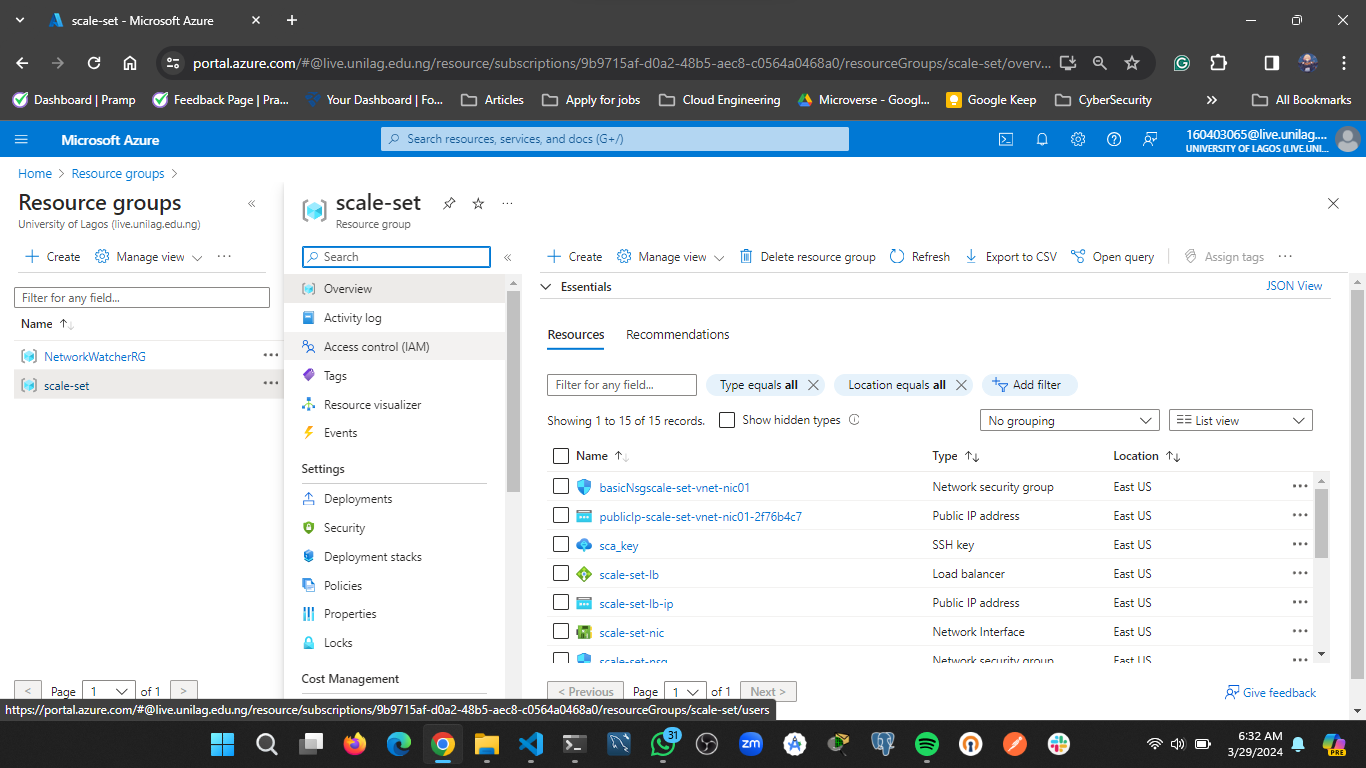 scale-set - Microsoft Azure
portal.azure.com/#@live.unilag.edu.ng/resource/subscriptions/9b9715af-d0a2-48b5-aec8-c0564a0468a0/resourceGroups/scale-set/overv...
Dashboard | Pramp
Feedback Page | Pra...
Your Dashboard | Fo...
Articles
Apply for jobs
Cloud Engineering
Microverse - Googl...
Google Keep
CyberSecurity
All Bookmarks
Microsoft Azure
Search resources, services, and docs (G+/)
160403065@live.unilag....
UNIVERSITY OF LAGOS (LIVE.UNI...
Home > Resource groups >
Resource groups
University of Lagos (live.unilag.edu.ng)
+ Create Manage view ...
Filter for any field...
Name
NetworkWatcherRG
scale-set
< Page 1 of 1 >
scale-set
Resource group
Search
Overview
Activity log
Access control (IAM)
Tags
Resource visualizer
Events
Settings
Deployments
Security
Deployment stacks
Policies
Properties
Locks
Cost Management
+ Create Manage view Delete resource group Refresh Export to CSV Open query Assign tags ...
Essentials JSON View
Resources Recommendations
Filter for any field... Type equals all Location equals all Add filter
Showing 1 to 15 of 15 records. Show hidden types No grouping List view
Name Type Location
basicNsgscale-set-vnet-nic01 Network security group East US
publicIp-scale-set-vnet-nic01-2f76b4c7 Public IP address East US
sca_key SSH key East US
scale-set-lb Load balancer East US
scale-set-lb-ip Public IP address East US
scale-set-nic Network Interface East US
scale-set-nsg Network security group East US
< Previous Page 1 of 1 Next > Give feedback
https://portal.azure.com/#@live.unilag.edu.ng/resource/subscriptions/9b9715af-d0a2-48b5-aec8-c0564a0468a0/resourceGroups/scale-set/users
31
zm
PRE
6:32 AM
3/29/2024